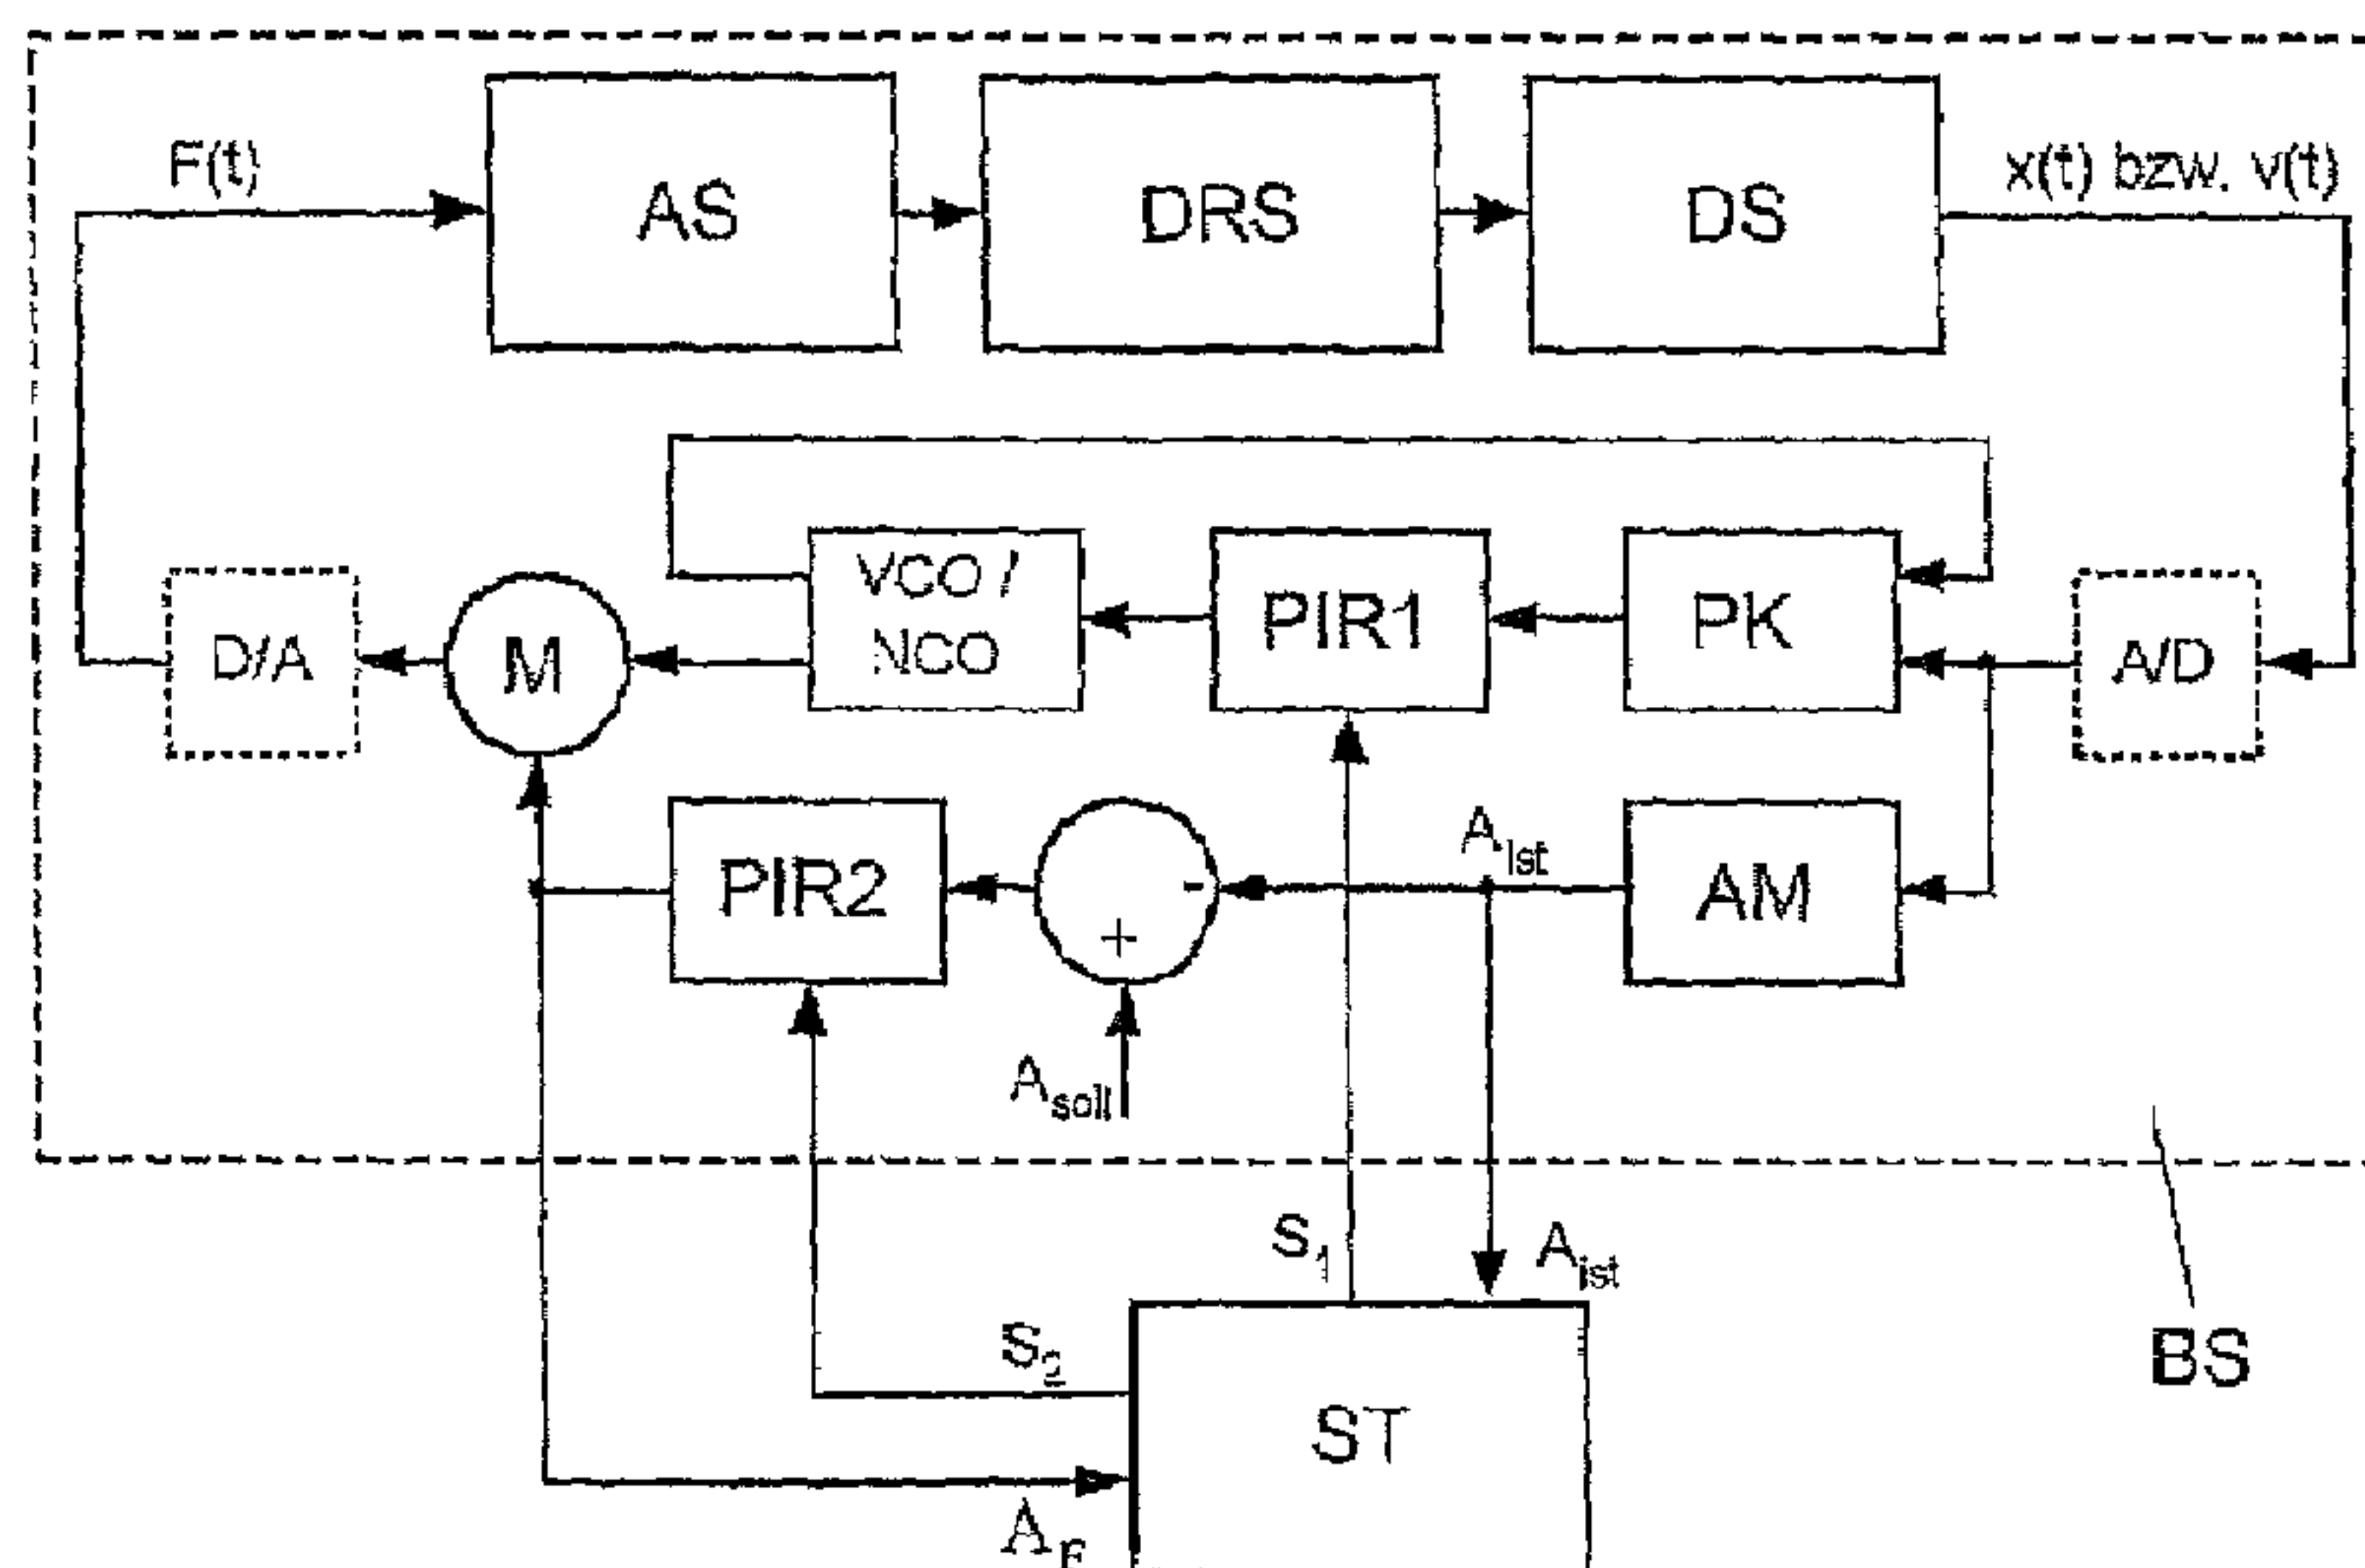 F(t)
AS
DRS
DS
x(t) bzw. v(t)
D/A
M
VCO /
NCO
PIR1
PK
A/D
PIR2
-
+
A_Ist
AM
A_soll
S_1
A_ist
S_2
ST
A_F
BS